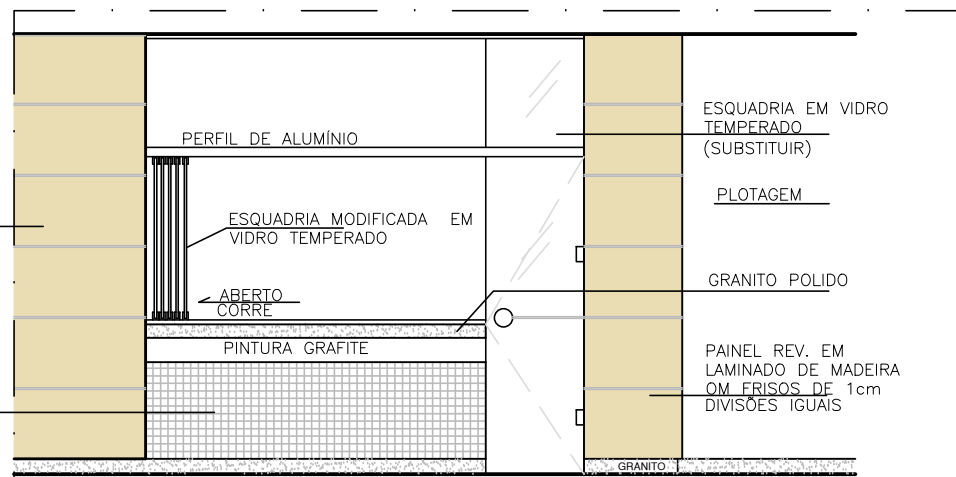 PERFIL DE ALUMÍNIO
ESQUADRIA MODIFICADA EM
VIDRO TEMPERADO
ABERTO
CORRE
PINTURA GRAFITE
ESQUADRIA EM VIDRO
TEMPERADO
(SUBSTITUIR)
PLOTAGEM
GRANITO POLIDO
PAINEL REV. EM
LAMINADO DE MADEIRA
OM FRISOS DE 1cm
DIVISÕES IGUAIS
GRANITO